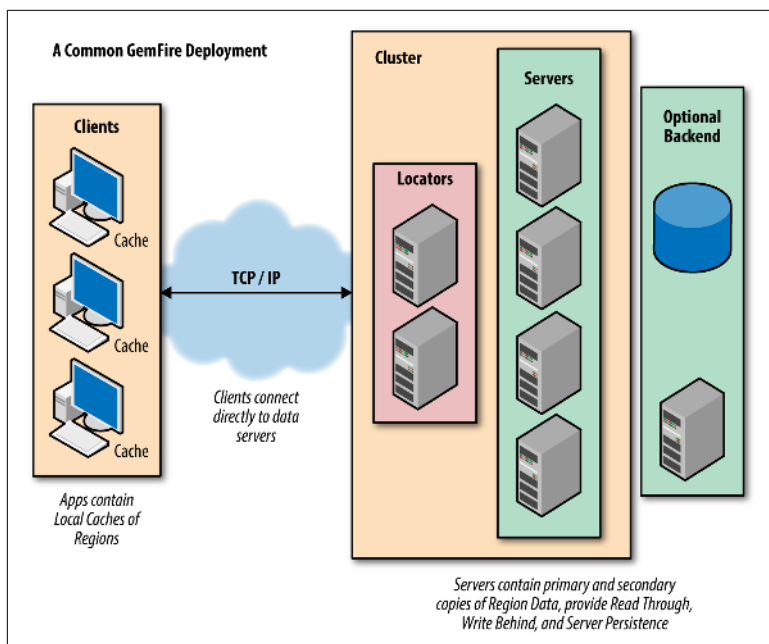 A Common GemFire Deployment
Clients
Cache
Cache
Cache
Apps contain
Local Caches of
Regions
TCP / IP
Clients connect
directly to data
servers
Cluster
Locators
Servers
Optional
Backend
Servers contain primary and secondary
copies of Region Data, provide Read Through,
Write Behind, and Server Persistence